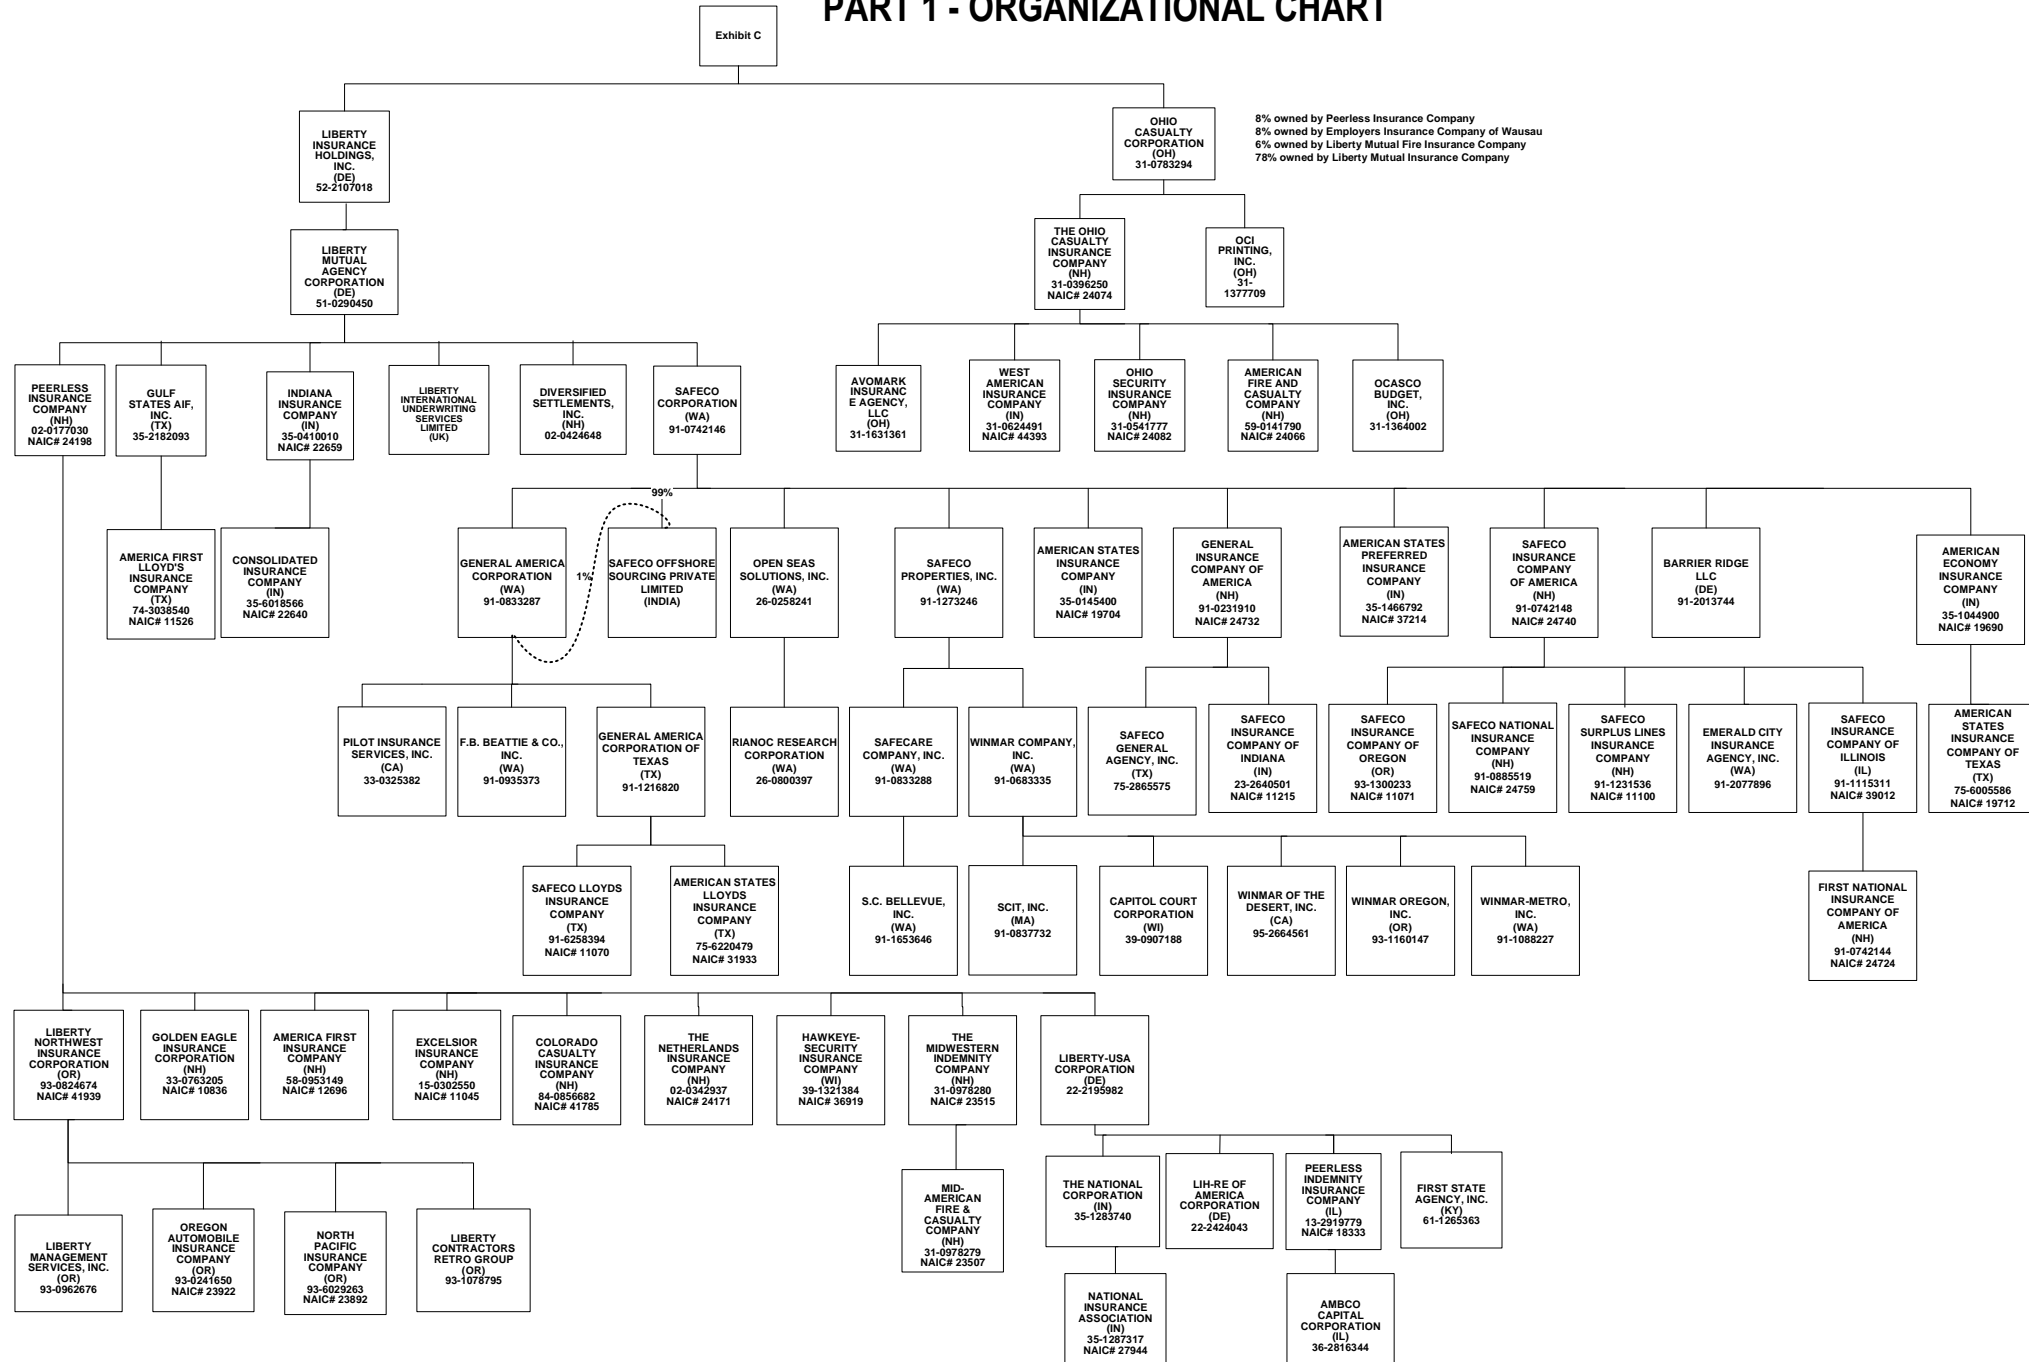 PART 1 - ORGANIZATIONAL CHART
Exhibit C
LIBERTY
INSURANCE
HOLDINGS,
INC.
(DE)
52-2107018
OHIO
CASUALTY
CORPORATION
(OH)
31-0783294
8% owned by Peerless Insurance Company
8% owned by Employers Insurance Company of Wausau
6% owned by Liberty Mutual Fire Insurance Company
78% owned by Liberty Mutual Insurance Company
LIBERTY
MUTUAL
AGENCY
CORPORATION
(DE)
51-0290450
THE OHIO
CASUALTY
INSURANCE
COMPANY
(NH)
31-0396250
NAIC# 24074
OCI
PRINTING,
INC.
(OH)
31-
1377709
PEERLESS
INSURANCE
COMPANY
(NH)
02-0177030
NAIC# 24198
GULF
STATES AIF,
INC.
(TX)
35-2182093
INDIANA
INSURANCE
COMPANY
(IN)
35-0410010
NAIC# 22659
LIBERTY
INTERNATIONAL
UNDERWRITING
SERVICES
LIMITED
(UK)
DIVERSIFIED
SETTLEMENTS,
INC.
(NH)
02-0424648
SAFECO
CORPORATION
(WA)
91-0742146
AVOMARK
INSURANC
E AGENCY,
LLC
(OH)
31-1631361
WEST
AMERICAN
INSURANCE
COMPANY
(IN)
31-0624491
NAIC# 44393
OHIO
SECURITY
INSURANCE
COMPANY
(NH)
31-0541777
NAIC# 24082
AMERICAN
FIRE AND
CASUALTY
COMPANY
(NH)
59-0141790
NAIC# 24066
OCASCO
BUDGET,
INC.
(OH)
31-1364002
99%
1%
AMERICA FIRST
LLOYD'S
INSURANCE
COMPANY
(TX)
74-3038540
NAIC# 11526
CONSOLIDATED
INSURANCE
COMPANY
(IN)
35-6018566
NAIC# 22640
GENERAL AMERICA
CORPORATION
(WA)
91-0833287
SAFECO OFFSHORE
SOURCING PRIVATE
LIMITED
(INDIA)
OPEN SEAS
SOLUTIONS, INC.
(WA)
26-0258241
SAFECO
PROPERTIES, INC.
(WA)
91-1273246
AMERICAN STATES
INSURANCE
COMPANY
(IN)
35-0145400
NAIC# 19704
GENERAL
INSURANCE
COMPANY OF
AMERICA
(NH)
91-0231910
NAIC# 24732
AMERICAN STATES
PREFERRED
INSURANCE
COMPANY
(IN)
35-1466792
NAIC# 37214
SAFECO
INSURANCE
COMPANY
OF AMERICA
(NH)
91-0742148
NAIC# 24740
BARRIER RIDGE
LLC
(DE)
91-2013744
AMERICAN
ECONOMY
INSURANCE
COMPANY
(IN)
35-1044900
NAIC# 19690
PILOT INSURANCE
SERVICES, INC.
(CA)
33-0325382
F.B. BEATTIE & CO.,
INC.
(WA)
91-0935373
GENERAL AMERICA
CORPORATION OF
TEXAS
(TX)
91-1216820
RIANOC RESEARCH
CORPORATION
(WA)
26-0800397
SAFECARE
COMPANY, INC.
(WA)
91-0833288
WINMAR COMPANY,
INC.
(WA)
91-0683335
SAFECO
GENERAL
AGENCY, INC.
(TX)
75-2865575
SAFECO
INSURANCE
COMPANY OF
INDIANA
(IN)
23-2640501
NAIC# 11215
SAFECO
INSURANCE
COMPANY OF
OREGON
(OR)
93-1300233
NAIC# 11071
SAFECO NATIONAL
INSURANCE
COMPANY
(NH)
91-0885519
NAIC# 24759
SAFECO
SURPLUS LINES
INSURANCE
COMPANY
(NH)
91-1231536
NAIC# 11100
EMERALD CITY
INSURANCE
AGENCY, INC.
(WA)
91-2077896
SAFECO
INSURANCE
COMPANY OF
ILLINOIS
(IL)
91-1115311
NAIC# 39012
AMERICAN
STATES
INSURANCE
COMPANY OF
TEXAS
(TX)
75-6005586
NAIC# 19712
SAFECO LLOYDS
INSURANCE
COMPANY
(TX)
91-6258394
NAIC# 11070
AMERICAN STATES
LLOYDS
INSURANCE
COMPANY
(TX)
75-6220479
NAIC# 31933
S.C. BELLEVUE,
INC.
(WA)
91-1653646
SCIT, INC.
(MA)
91-0837732
CAPITOL COURT
CORPORATION
(WI)
39-0907188
WINMAR OF THE
DESERT, INC.
(CA)
95-2664561
WINMAR OREGON,
INC.
(OR)
93-1160147
WINMAR-METRO,
INC.
(WA)
91-1088227
FIRST NATIONAL
INSURANCE
COMPANY OF
AMERICA
(NH)
91-0742144
NAIC# 24724
LIBERTY
NORTHWEST
INSURANCE
CORPORATION
(OR)
93-0824674
NAIC# 41939
GOLDEN EAGLE
INSURANCE
CORPORATION
(NH)
33-0763205
NAIC# 10836
AMERICA FIRST
INSURANCE
COMPANY
(NH)
58-0953149
NAIC# 12696
EXCELSIOR
INSURANCE
COMPANY
(NH)
15-0302550
NAIC# 11045
COLORADO
CASUALTY
INSURANCE
COMPANY
(NH)
84-0856682
NAIC# 41785
THE
NETHERLANDS
INSURANCE
COMPANY
(NH)
02-0342937
NAIC# 24171
HAWKEYE-
SECURITY
INSURANCE
COMPANY
(WI)
39-1321384
NAIC# 36919
THE
MIDWESTERN
INDEMNITY
COMPANY
(NH)
31-0978280
NAIC# 23515
LIBERTY-USA
CORPORATION
(DE)
22-2195982
LIBERTY
MANAGEMENT
SERVICES, INC.
(OR)
93-0962676
OREGON
AUTOMOBILE
INSURANCE
COMPANY
(OR)
93-0241650
NAIC# 23922
NORTH
PACIFIC
INSURANCE
COMPANY
(OR)
93-6029263
NAIC# 23892
LIBERTY
CONTRACTORS
RETRO GROUP
(OR)
93-1078795
MID-
AMERICAN
FIRE &
CASUALTY
COMPANY
(NH)
31-0978279
NAIC# 23507
THE NATIONAL
CORPORATION
(IN)
35-1283740
LIH-RE OF
AMERICA
CORPORATION
(DE)
22-2424043
PEERLESS
INDEMNITY
INSURANCE
COMPANY
(IL)
13-2919779
NAIC# 18333
FIRST STATE
AGENCY, INC.
(KY)
61-1265363
NATIONAL
INSURANCE
ASSOCIATION
(IN)
35-1287317
NAIC# 27944
AMBCO
CAPITAL
CORPORATION
(IL)
36-2816344